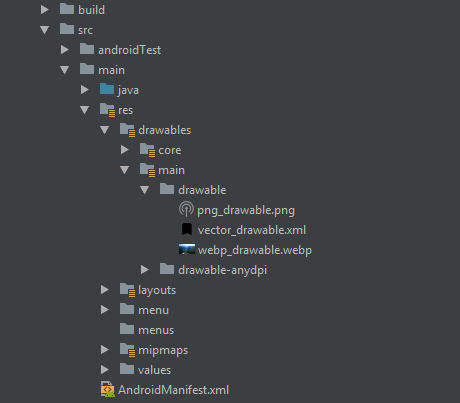 build
src
androidTest
main
java
res
drawables
core
main
drawable
png_drawable.png
vector_drawable.xml
webp_drawable.webp
drawable-anydpi
layouts
menu
menus
mipmaps
values
AndroidManifest.xml